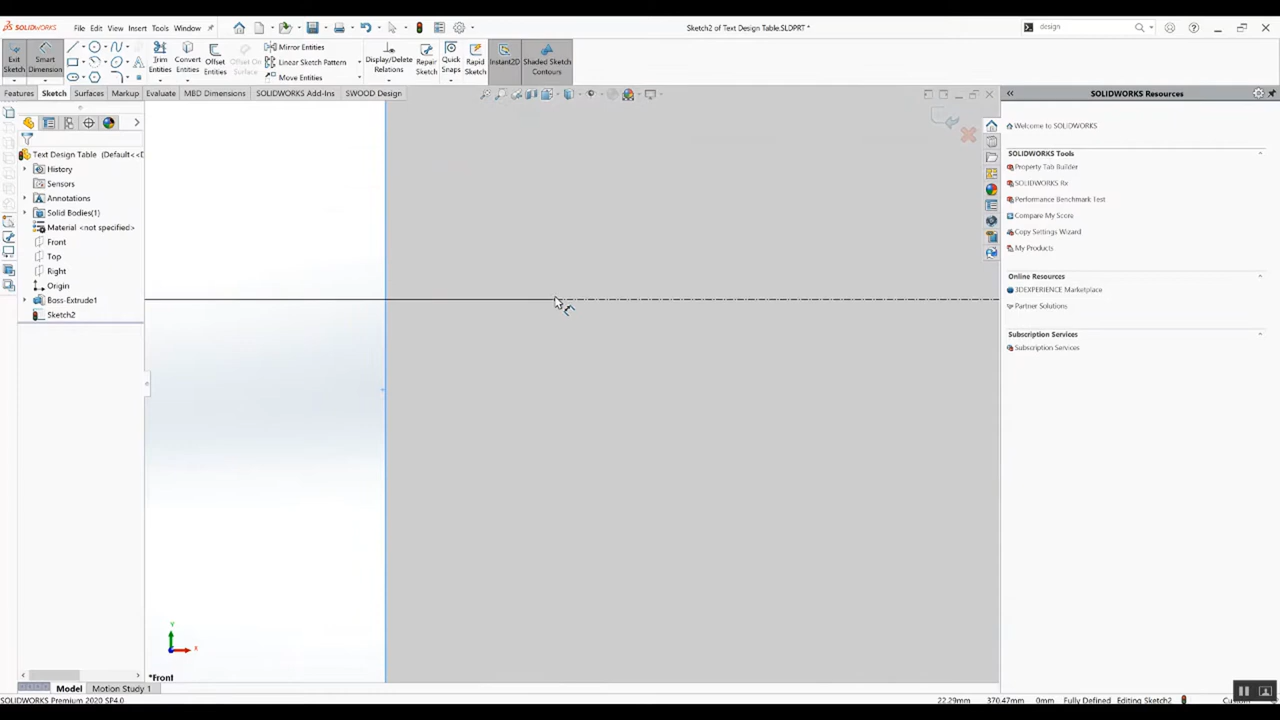 SOLIDWORKS
File
Edit
View
Insert
Tools
Window
Sketch2 of Text Design Table.SLDPRT *
design
Exit Sketch
Smart Dimension
Trim Entities
Convert Entities
Offset Entities
Offset On Surface
Mirror Entities
Linear Sketch Pattern
Move Entities
Display/Delete Relations
Repair Sketch
Quick Snaps
Rapid Sketch
Instant2D
Shaded Sketch Contours
Features
Sketch
Surfaces
Markup
Evaluate
MBD Dimensions
SOLIDWORKS Add-Ins
SWOOD Design
Text Design Table (Default<<D
History
Sensors
Annotations
Solid Bodies(1)
Material <not specified>
Front
Top
Right
Origin
Boss-Extrude1
Sketch2
Y
X
*Front
SOLIDWORKS Resources
Welcome to SOLIDWORKS
SOLIDWORKS Tools
Property Tab Builder
SOLIDWORKS Rx
Performance Benchmark Test
Compare My Score
Copy Settings Wizard
My Products
Online Resources
3DEXPERIENCE Marketplace
Partner Solutions
Subscription Services
Subscription Services
Model
Motion Study 1
SOLIDWORKS Premium 2020 SP4.0
22.29mm
370.47mm
0mm
Fully Defined
Editing Sketch2